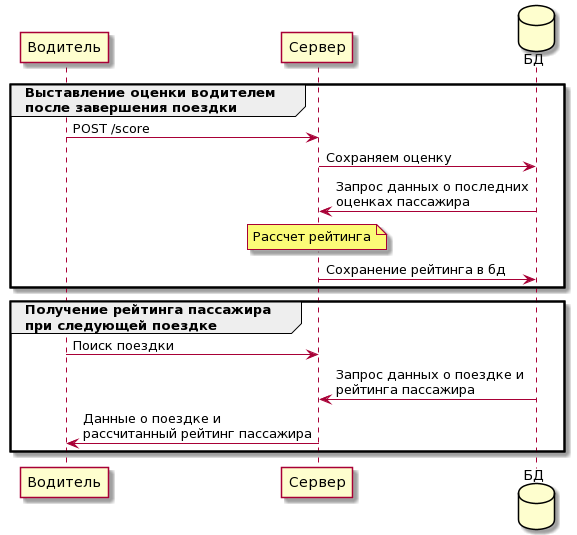 Водитель
Сервер
БД
Выставление оценки водителем
после завершения поездки
POST /score
Сохраняем оценку
Запрос данных о последних
оценках пассажира
Рассчет рейтинга
Сохранение рейтинга в бд
Получение рейтинга пассажира
при следующей поездке
Поиск поездки
Запрос данных о поездке и
рейтинга пассажира
Данные о поездке и
рассчитанный рейтинг пассажира
Водитель
Сервер
БД